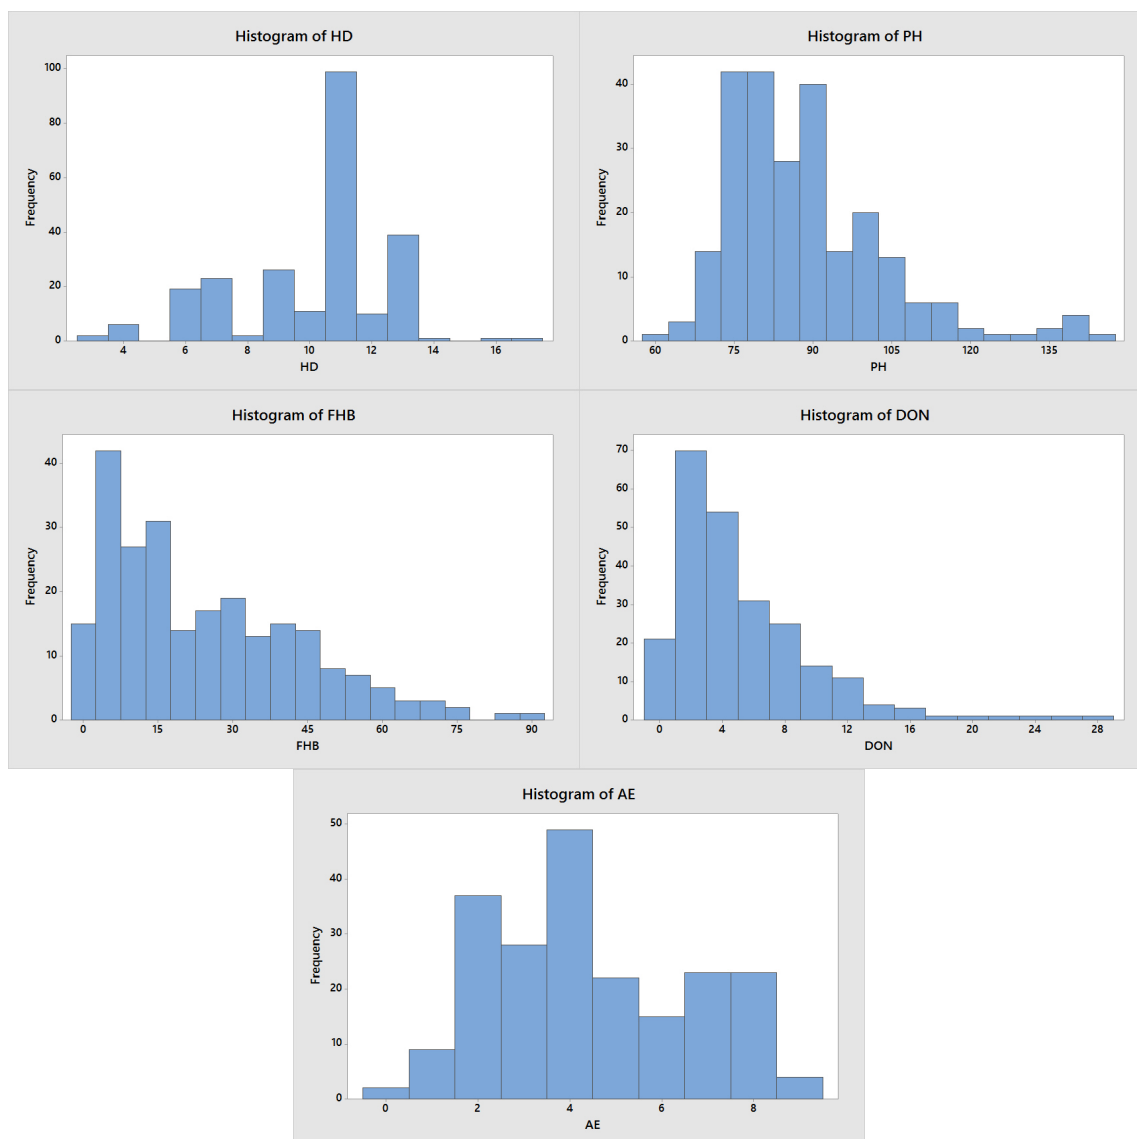 Histogram of HD
100
80
60
40
20
0
Frequency
4 6 8 10 12 14 16
HD
Histogram of PH
40
30
20
10
0
Frequency
60 75 90 105 120 135
PH
Histogram of FHB
40
30
20
10
0
Frequency
0 15 30 45 60 75 90
FHB
Histogram of DON
70
60
50
40
30
20
10
0
Frequency
0 4 8 12 16 20 24 28
DON
Histogram of AE
50
40
30
20
10
0
Frequency
0 2 4 6 8
AE